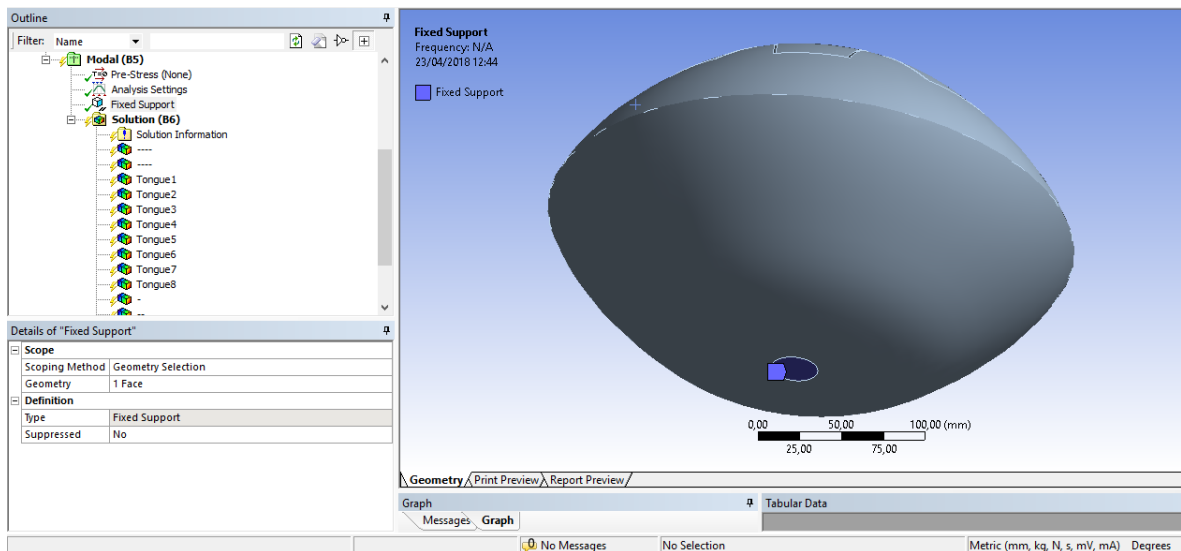 Outline
Filter: Name
Modal (B5)
Pre-Stress (None)
Analysis Settings
Fixed Support
Solution (B6)
Solution Information
----
----
Tongue1
Tongue2
Tongue3
Tongue4
Tongue5
Tongue6
Tongue7
Tongue8
-
--
Details of "Fixed Support"
Scope
Scoping Method Geometry Selection
Geometry 1 Face
Definition
Type Fixed Support
Suppressed No
Fixed Support
Frequency: N/A
23/04/2018 12:44
Fixed Support
0,00 50,00 100,00 (mm)
25,00 75,00
Geometry Print Preview Report Preview
Graph
Messages Graph
Tabular Data
0 No Messages No Selection Metric (mm, kg, N, s, mV, mA) Degrees